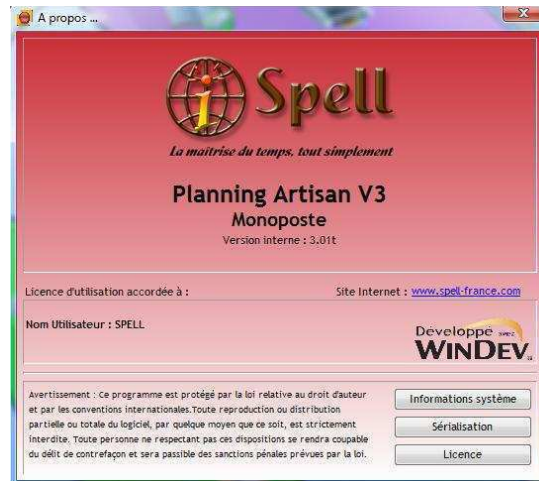 A propos ...
i Spell
La maîtrise du temps, tout simplement
Planning Artisan V3
Monoposte
Version interne : 3.01t
Licence d'utilisation accordée à :
Site Internet : www.spell-france.com
Nom Utilisateur : SPELL
Développé avec
WINDEV
Avertissement : Ce programme est protégé par la loi relative au droit d'auteur
et par les conventions internationales.Toute reproduction ou distribution
partielle ou totale du logiciel, par quelque moyen que ce soit, est strictement
interdite. Toute personne ne respectant pas ces dispositions se rendra coupable
du délit de contrefaçon et sera passible des sanctions pénales prévues par la loi.
Informations système
Sérialisation
Licence